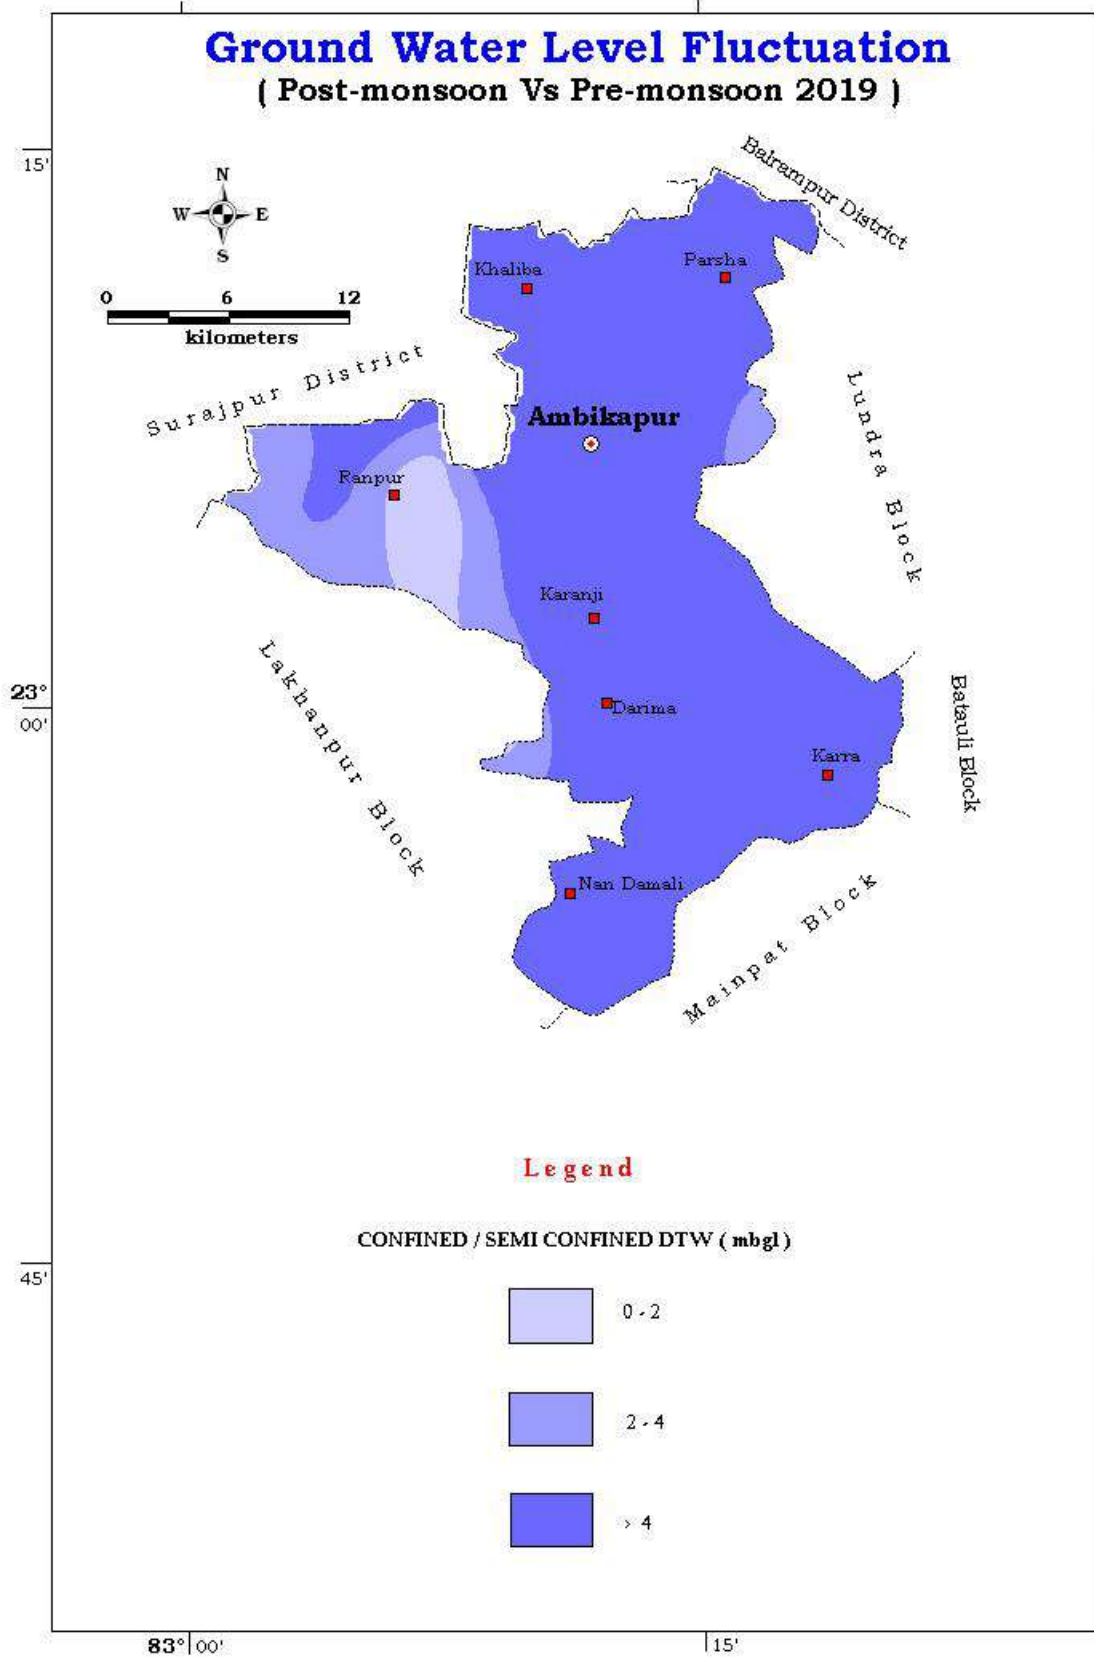 Ground Water Level Fluctuation
( Post-monsoon Vs Pre-monsoon 2019 )
15'
N
W E
S
0 6 12
kilometers
Balrampur District
Khaliba
Parsha
Surajpur District
Ambikapur
Lundra Block
Ranpur
Karanji
Lakhanpur Block
23°
00'
Darima
Batauli Block
Karra
Nan Damali
Mainpat Block
Legend
CONFINED / SEMI CONFINED DTW ( mbgl )
45'
0 - 2
2 - 4
> 4
83° 00' 15'